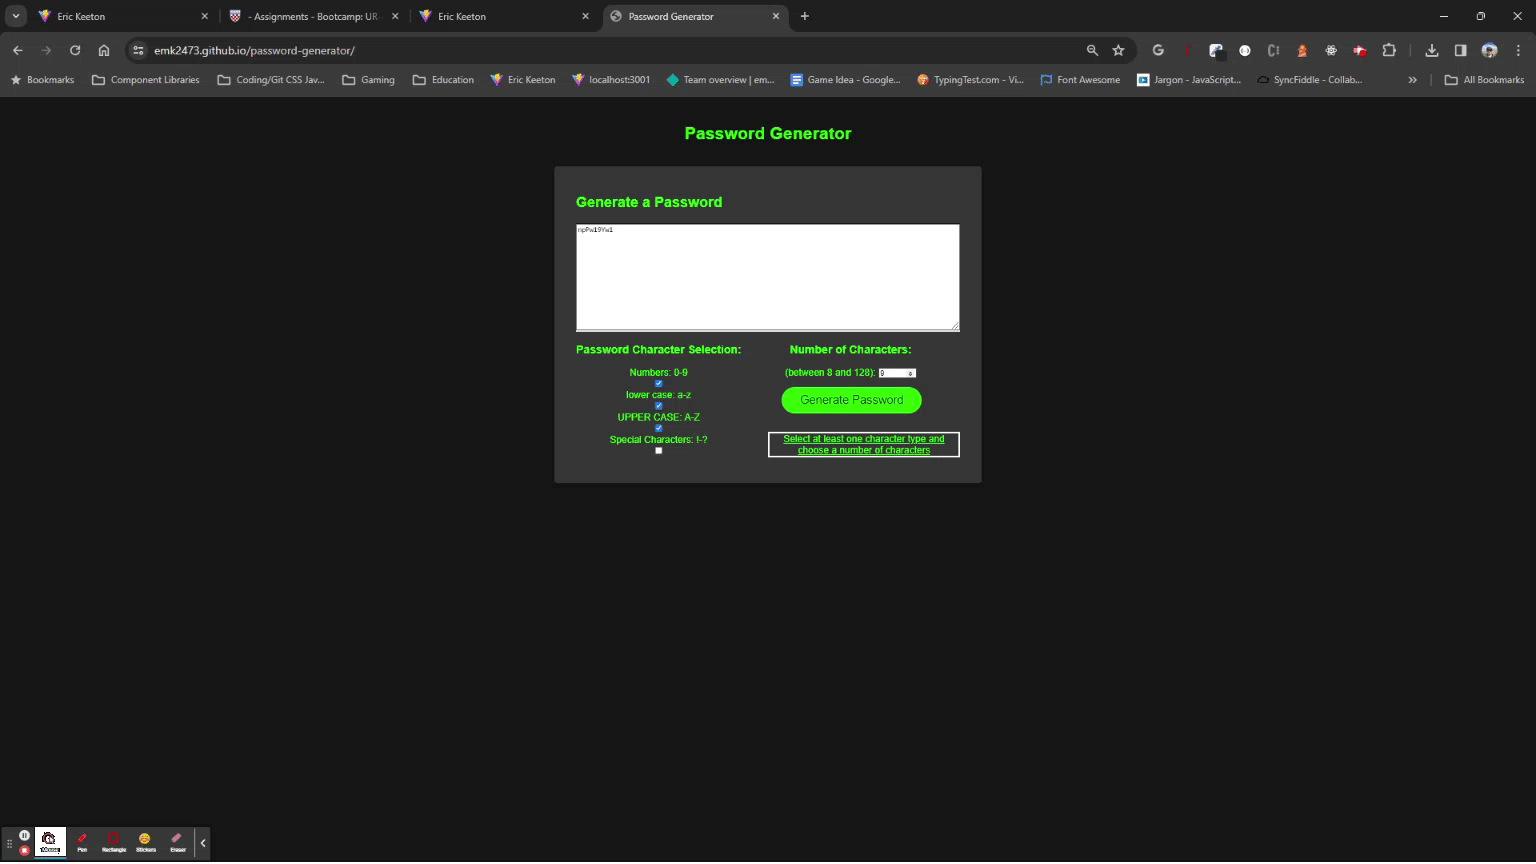 Eric Keeton
- Assignments - Bootcamp: UR
Eric Keeton
Password Generator
emk2473.github.io/password-generator/
Bookmarks
Component Libraries
Coding/Git CSS Jav...
Gaming
Education
Eric Keeton
localhost:3001
Team overview | em...
Game Idea - Google...
TypingTest.com - Vi...
Font Awesome
Jargon - JavaScript...
SyncFiddle - Collab...
All Bookmarks
Password Generator
Generate a Password
Password Character Selection:
Number of Characters:
Numbers: 0-9
(between 8 and 128): 9
lower case: a-z
Generate Password
UPPER CASE: A-Z
Special Characters: !-?
Select at least one character type and
choose a number of characters
Mouse
Pen
Rectangle
Stickers
Eraser